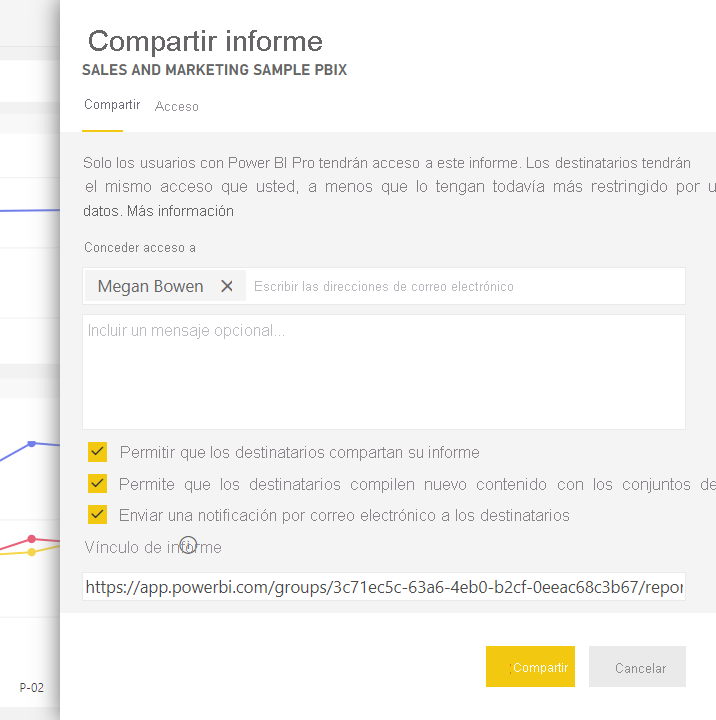 Compartir informe
SALES AND MARKETING SAMPLE PBIX
Compartir Acceso
Solo los usuarios con Power BI Pro tendrán acceso a este informe. Los destinatarios tendrán
el mismo acceso que usted, a menos que lo tengan todavía más restringido por
datos. Más información
Conceder acceso a
Megan Bowen Escribir las direcciones de correo electrónico
Incluir un mensaje opcional...
Permitir que los destinatarios compartan su informe
Permite que los destinatarios compilen nuevo contenido con los conjuntos de
Enviar una notificación por correo electrónico a los destinatarios
Vínculo de informe
https://app.powerbi.com/groups/3c71ec5c-63a6-4eb0-b2cf-0eeac68c3b67/repor
Compartir Cancelar
P-02